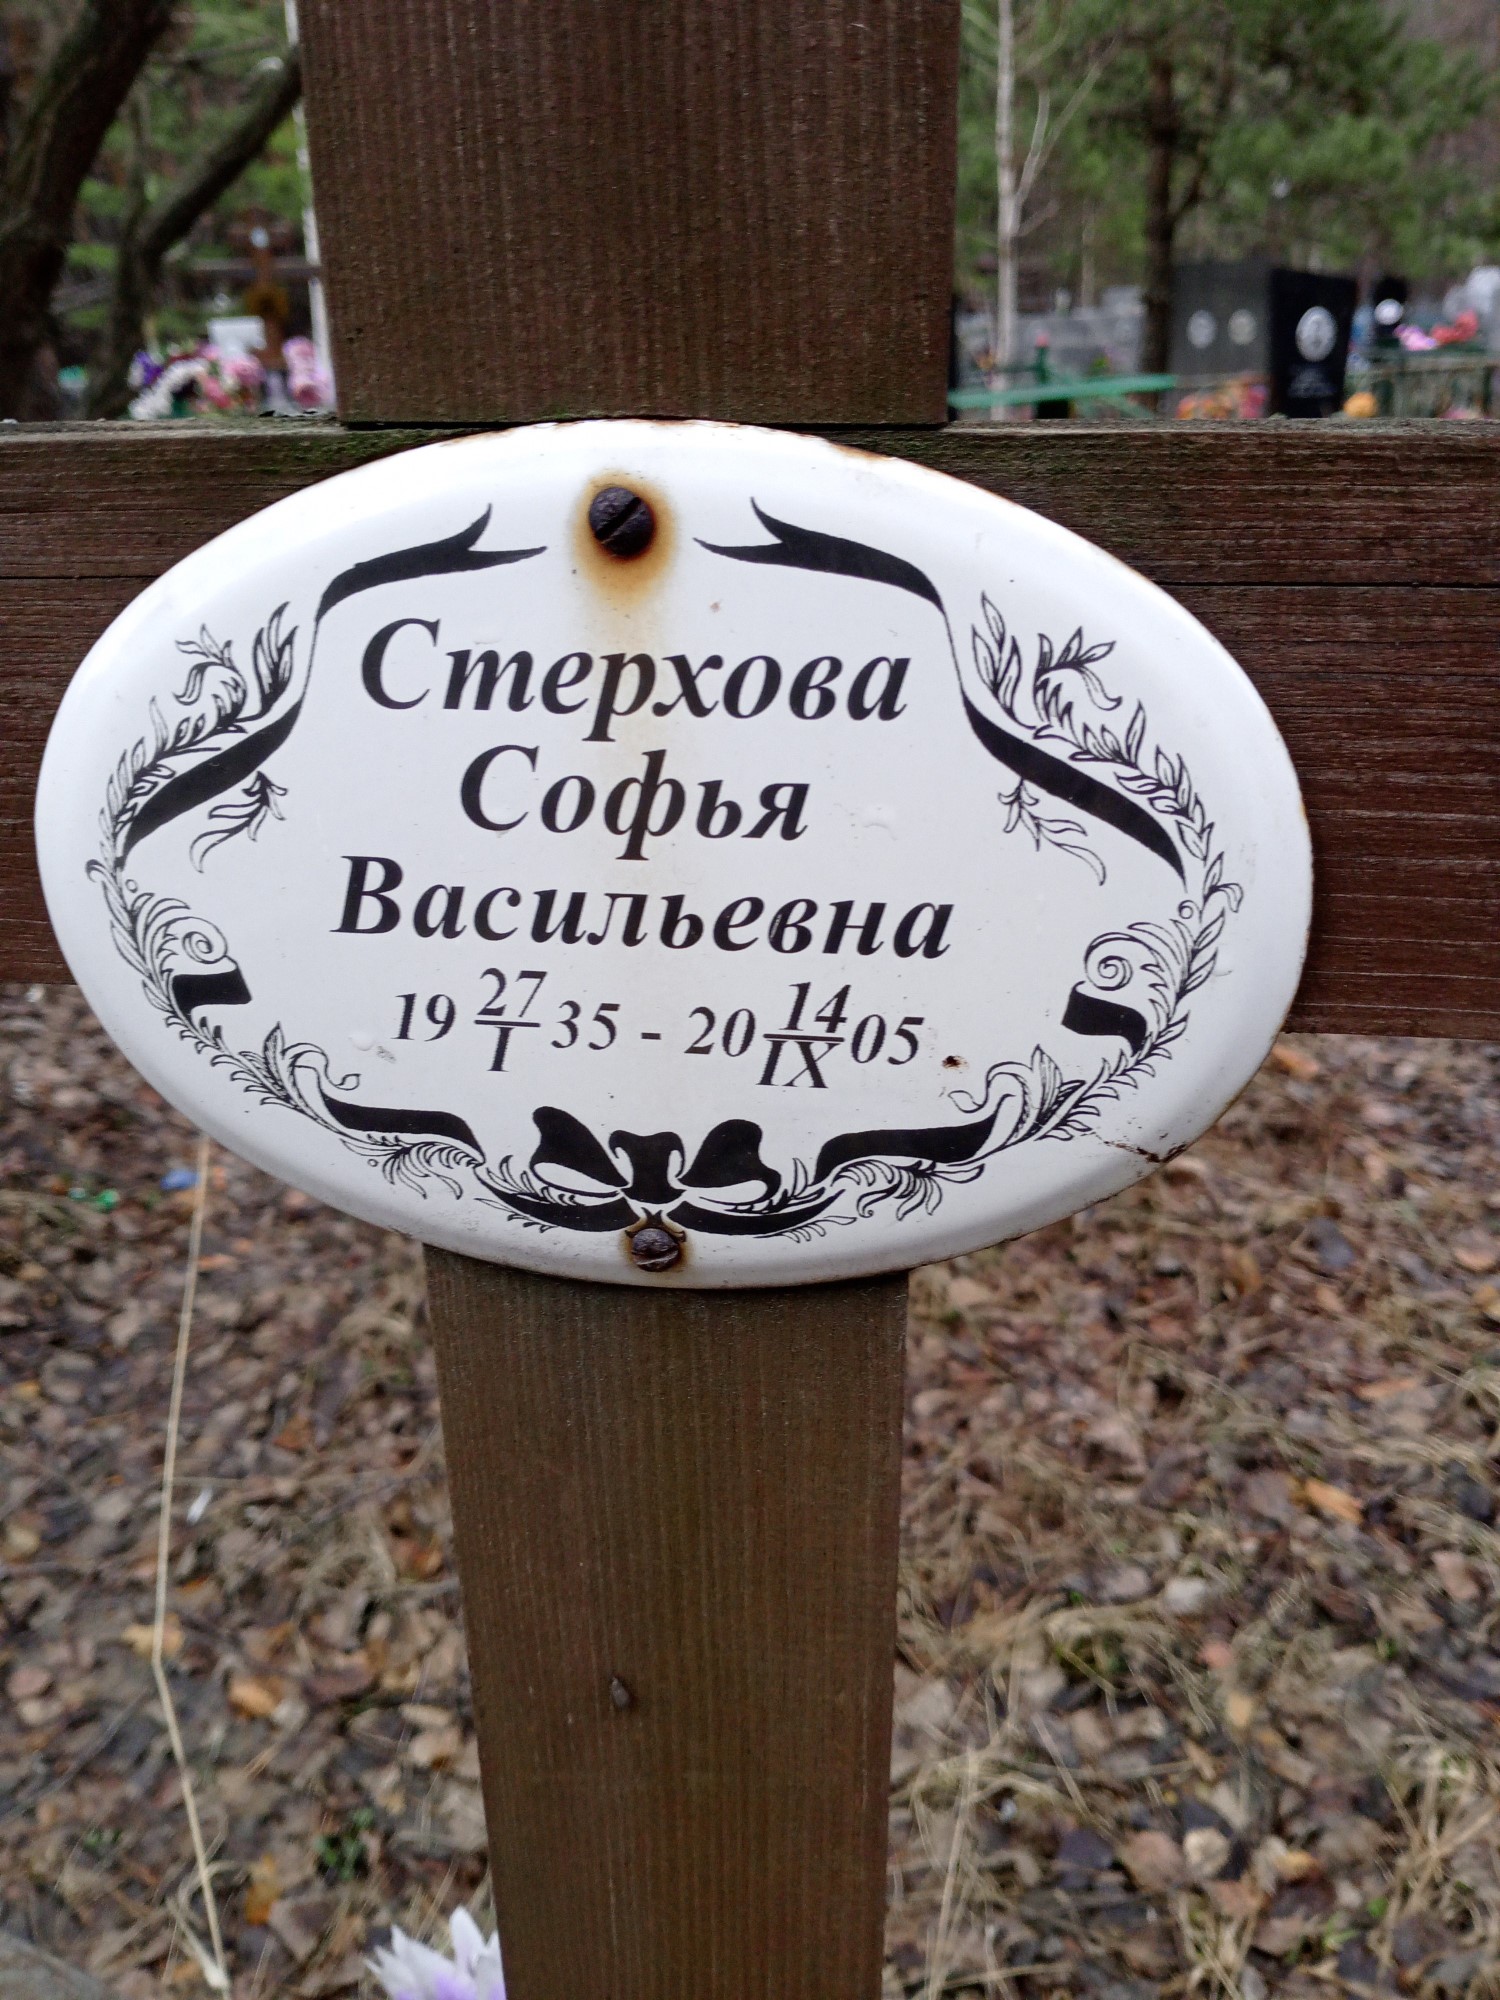 Стерхова
Софья
Васильевна
19 27/I 35 - 20 14/IX 05